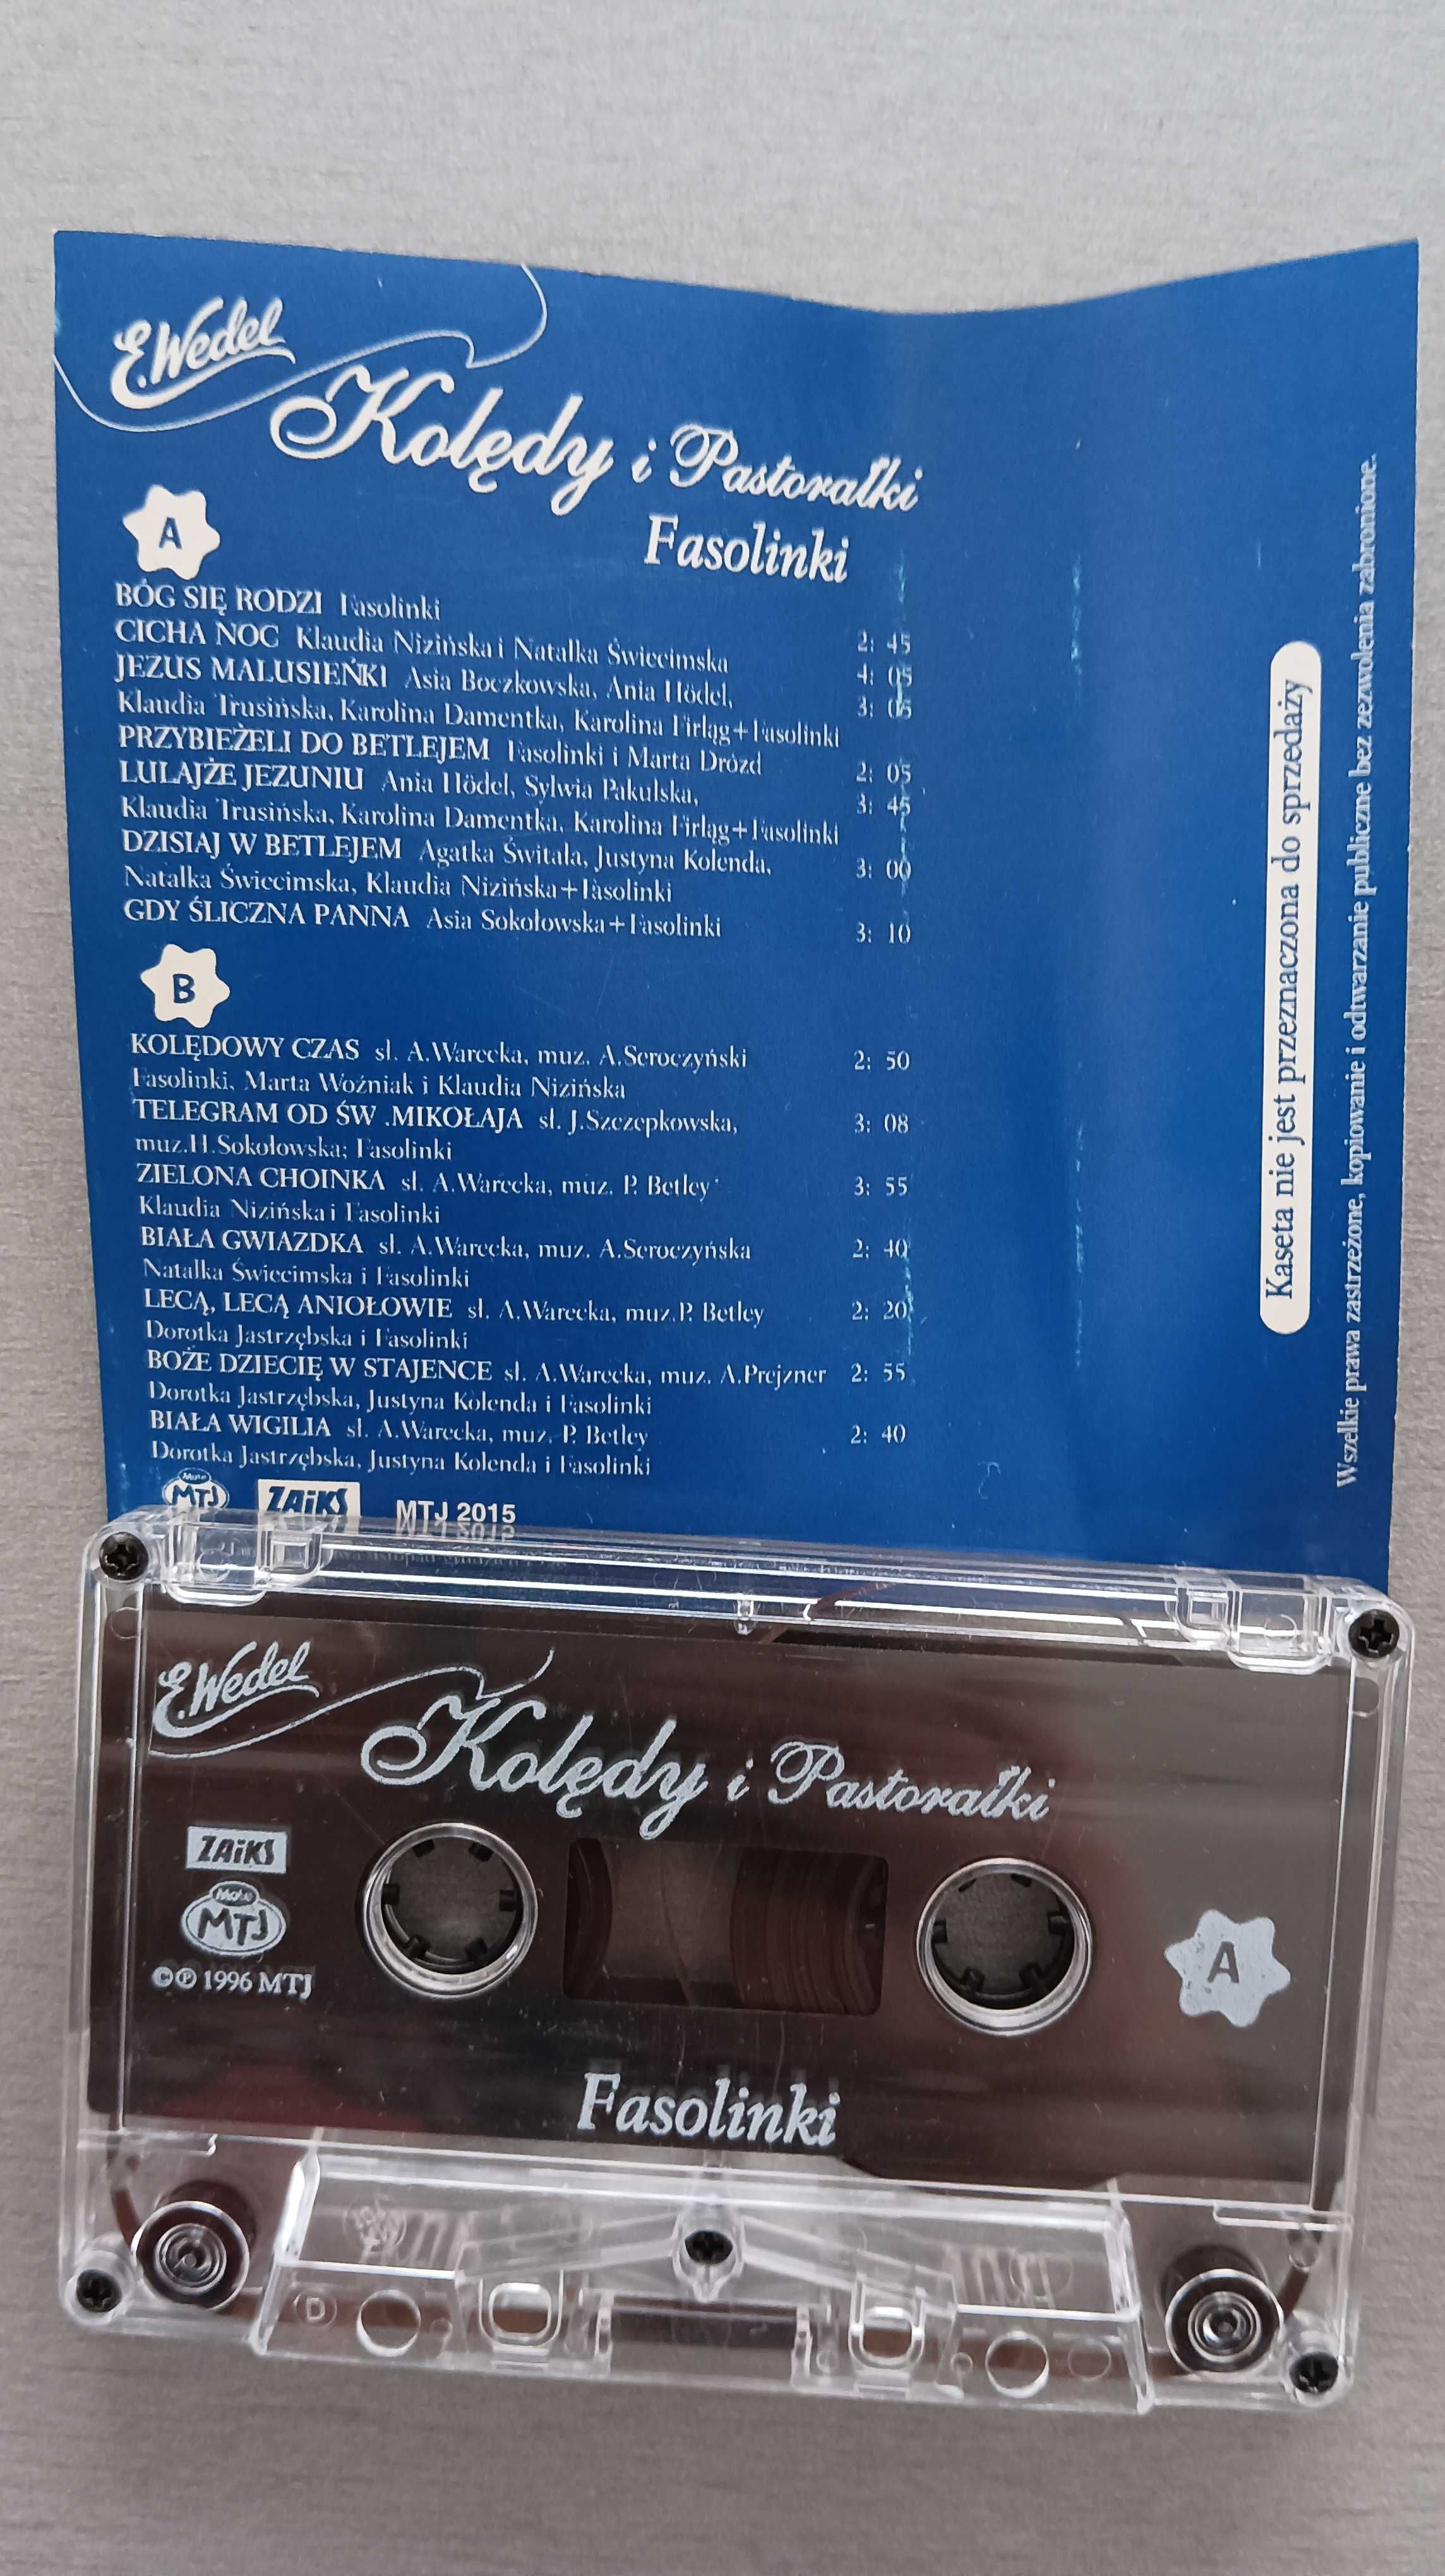 E.Wedel
Kolędy i Pastorałki
Fasolinki
A
BÓG SIĘ RODZI Fasolinki 2: 45
CICHA NOC Klaudia Nizińska i Natalka Świecimska 4: 05
JEZUS MALUSIEŃKI Asia Boczkowska, Ania Hödel, 3: 05
Klaudia Trusińska, Karolina Damentka, Karolina Firląg+Fasolinki
PRZYBIEŻELI DO BETLEJEM Fasolinki i Marta Drózd 2: 05
LULAJŻE JEZUNIU Ania Hödel, Sylwia Pakulska, 3: 45
Klaudia Trusińska, Karolina Damentka, Karolina Firląg+Fasolinki
DZISIAJ W BETLEJEM Agatka Świtała, Justyna Kolenda, 3: 00
Natalka Świecimska, Klaudia Nizińska+Fasolinki
GDY ŚLICZNA PANNA Asia Sokołowska+Fasolinki 3: 10
B
KOLĘDOWY CZAS sł. A.Warecka, muz. A.Seroczyński 2: 50
Fasolinki, Marta Woźniak i Klaudia Nizińska
TELEGRAM OD ŚW .MIKOŁAJA sł. J.Szczepkowska, 3: 08
muz.H.Sokołowska; Fasolinki
ZIELONA CHOINKA sł. A.Warecka, muz. P. Betley 3: 55
Klaudia Nizińska i Fasolinki
BIAŁA GWIAZDKA sł. A.Warecka, muz. A.Seroczyńska 2: 40
Natalka Świecimska i Fasolinki
LECĄ, LECĄ ANIOŁOWIE sł. A.Warecka, muz.P. Betley 2: 20
Dorotka Jastrzębska i Fasolinki
BOŻE DZIECIĘ W STAJENCE sł. A.Warecka, muz. A.Prejzner 2: 55
Dorotka Jastrzębska, Justyna Kolenda i Fasolinki
BIAŁA WIGILIA sł. A.Warecka, muz. P. Betley 2: 40
Dorotka Jastrzębska, Justyna Kolenda i Fasolinki
MTJ ZAiKS MTJ 2015
Kaseta nie jest przeznaczona do sprzedaży
Wszelkie prawa zastrzeżone, kopiowanie i odtwarzanie publiczne bez zezwolenia zabronione.
E.Wedel
Kolędy i Pastorałki
ZAiKS
MTJ
©℗ 1996 MTJ
A
Fasolinki
D